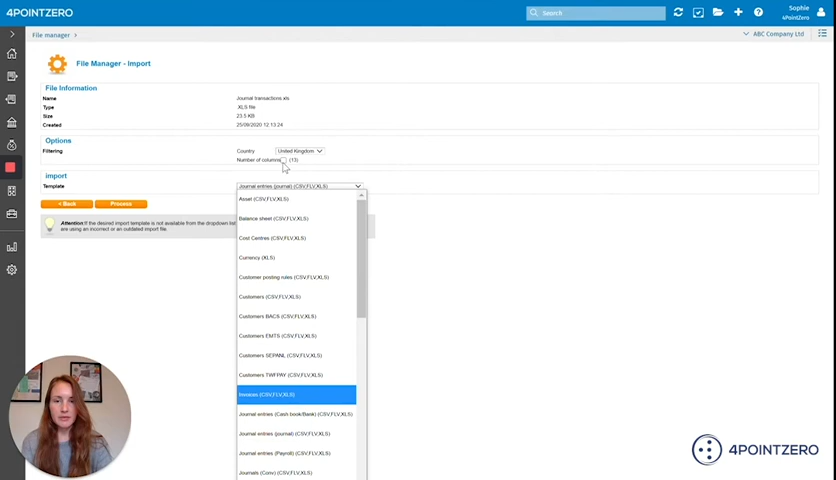 4POINTZERO
Search
Sophie
4PointZero
File manager >
ABC Company Ltd
File Manager - Import
File Information
Name Journal transactions xls
Type .XLS file
Size 23.5 KB
Created 25/09/2020 12.13.24
Options
Filtering Country United Kingdom
Number of columns (13)
import
Template Journal entries (journal) (CSV,FLV,XLS)
< Back Process
Attention: If the desired import template is not available from the dropdown list
are using an incorrect or an outdated import file.
Asset (CSV,FLV,XLS)
Balance sheet (CSV,FLV,XLS)
Cost Centres (CSV,FLV,XLS)
Currency (XLS)
Customer posting rules (CSV,FLV,XLS)
Customers (CSV,FLV,XLS)
Customers BACS (CSV,FLV,XLS)
Customers EMTS (CSV,FLV,XLS)
Customers SEPANL (CSV,FLV,XLS)
Customers TWFPAY (CSV,FLV,XLS)
Invoices (CSV,FLV,XLS)
Journal entries (Cash book/Bank) (CSV,FLV,XLS)
Journal entries (journal) (CSV,FLV,XLS)
Journal entries (Payroll) (CSV,FLV,XLS)
Journals (Conv) (CSV,FLV,XLS)
4POINTZERO